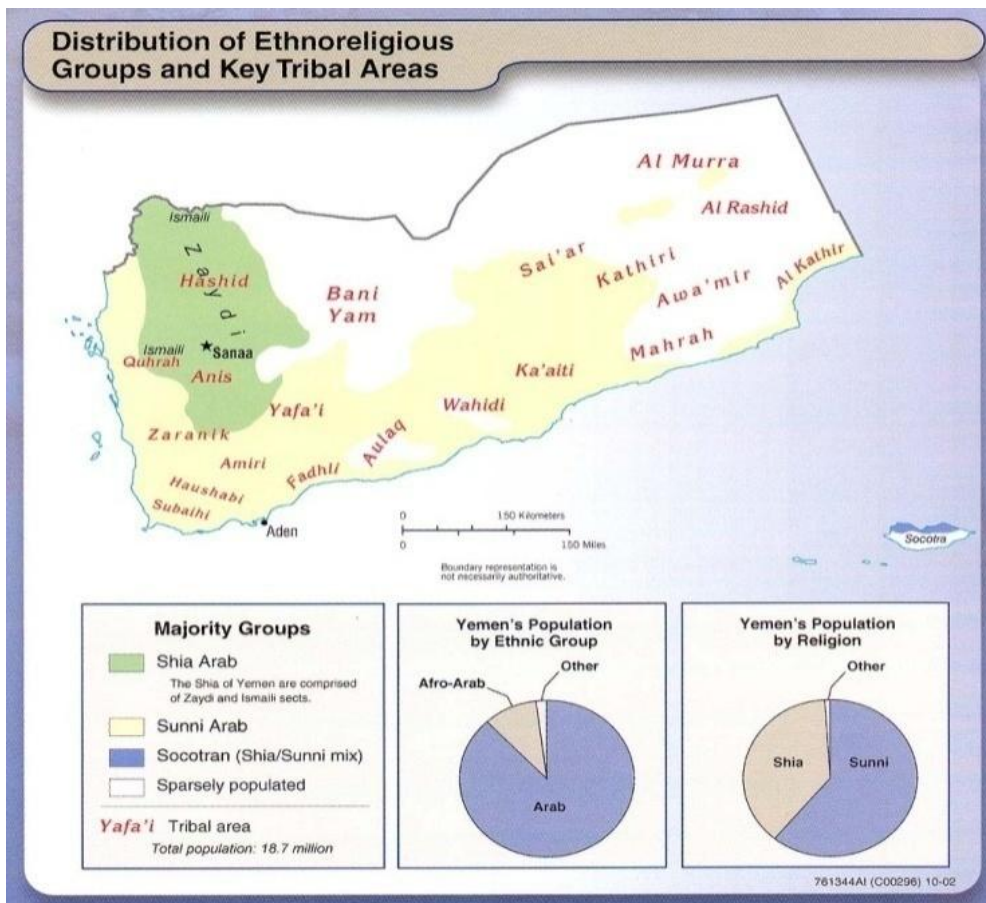 Distribution of Ethnoreligious
Groups and Key Tribal Areas
Al Murra
Al Rashid
Ismaili
Zaydi
Hashid
Bani
Yam
Sai'ar
Kathiri
Awa'mir
Al Kathir
Mahrah
Ismaili
Sanaa
Quhrah
Anis
Ka'aiti
Yafa'i
Wahidi
Zaranik
Aulaq
Amiri
Fadhli
Haushabi
Subaihi
Aden
0 150 Kilometers
0 150 Miles
Boundary representation is
not necessarily authoritative.
Socotra
Majority Groups
Shia Arab
The Shia of Yemen are comprised
of Zaydi and Ismaili sects.
Sunni Arab
Socotran (Shia/Sunni mix)
Sparsely populated
Yafa'i Tribal area
Total population: 18.7 million
Yemen's Population
by Ethnic Group
Other
Afro-Arab
Arab
Yemen's Population
by Religion
Other
Shia
Sunni
761344AI (C00296) 10-02